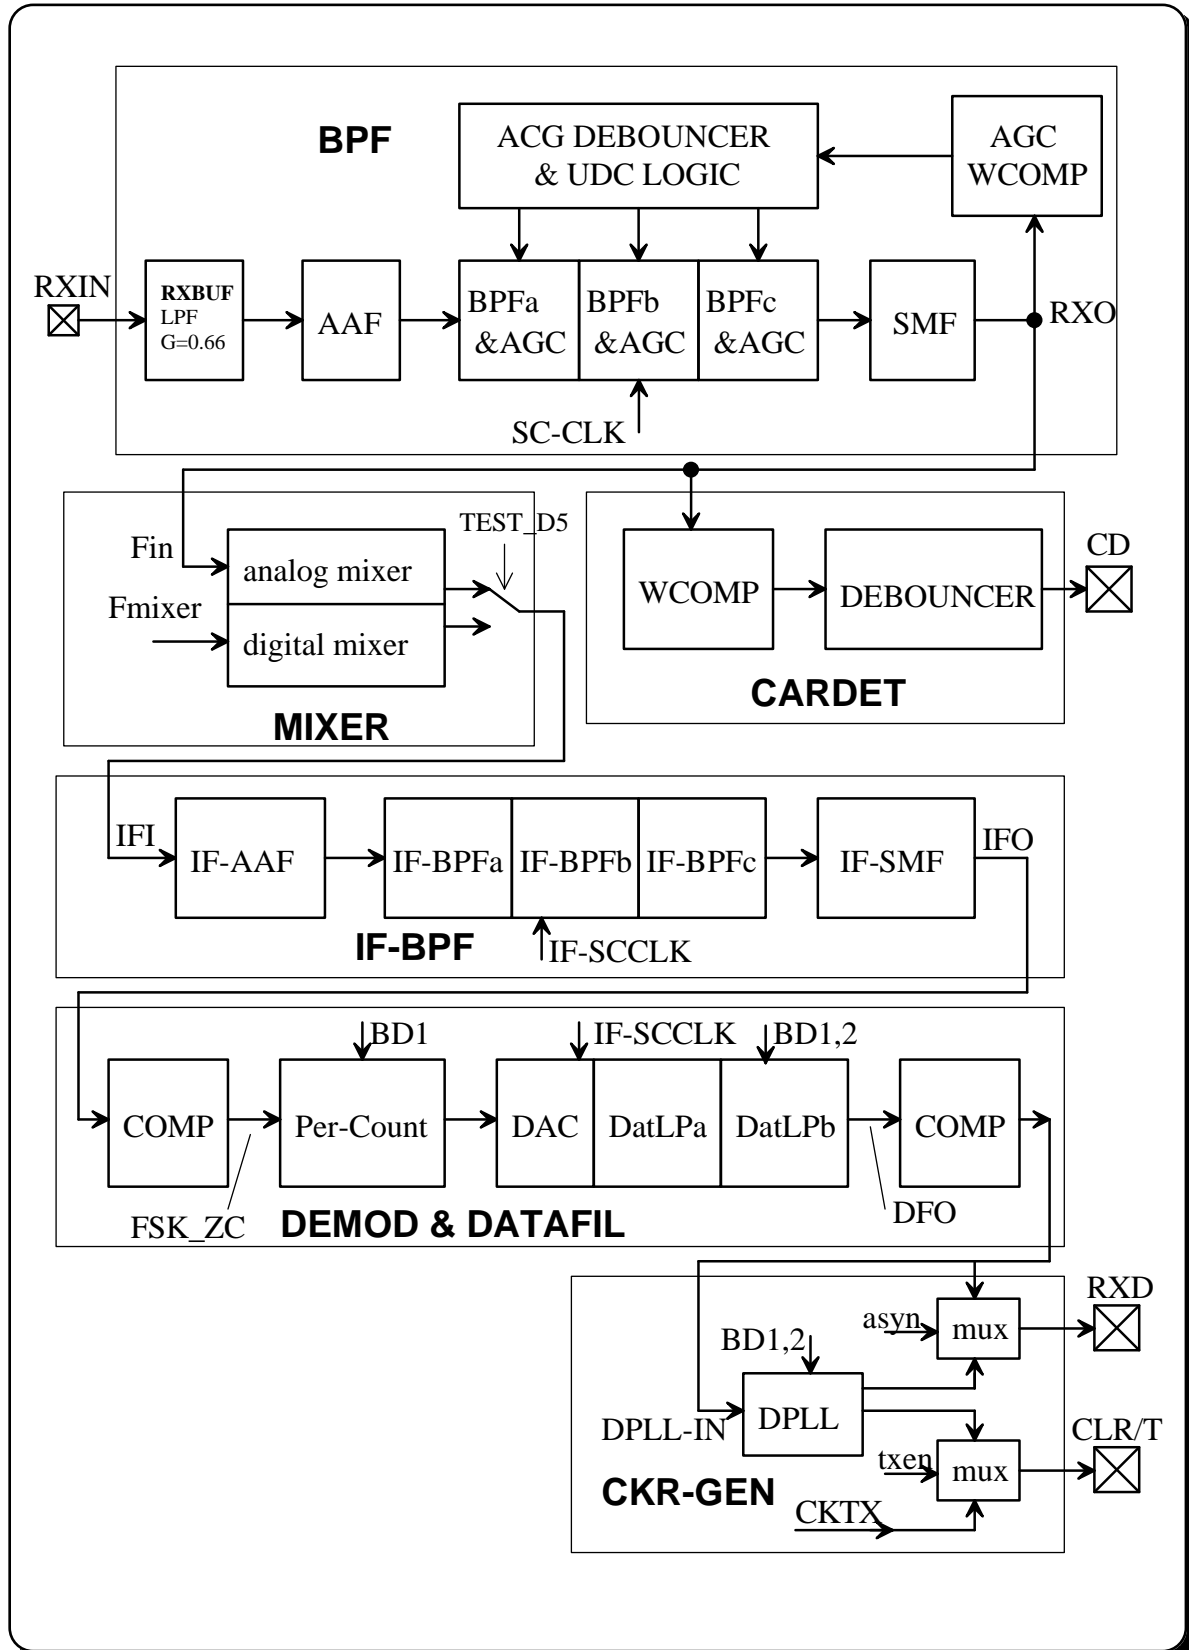 BPF
ACG DEBOUNCER
& UDC LOGIC
AGC
WCOMP
RXIN
RXBUF
LPF
G=0.66
AAF
BPFa
&AGC
BPFb
&AGC
BPFc
&AGC
SMF
RXO
SC-CLK
TEST_D5
Fin
analog mixer
Fmixer
digital mixer
MIXER
WCOMP
DEBOUNCER
CD
CARDET
IFI
IF-AAF
IF-BPFa
IF-BPFb
IF-BPFc
IF-SMF
IFO
IF-BPF
IF-SCCLK
BD1
IF-SCCLK
BD1,2
COMP
Per-Count
DAC
DatLPa
DatLPb
COMP
FSK_ZC
DEMOD & DATAFIL
DFO
RXD
asyn
mux
BD1,2
DPLL-IN
DPLL
CLR/T
txen
mux
CKR-GEN
CKTX